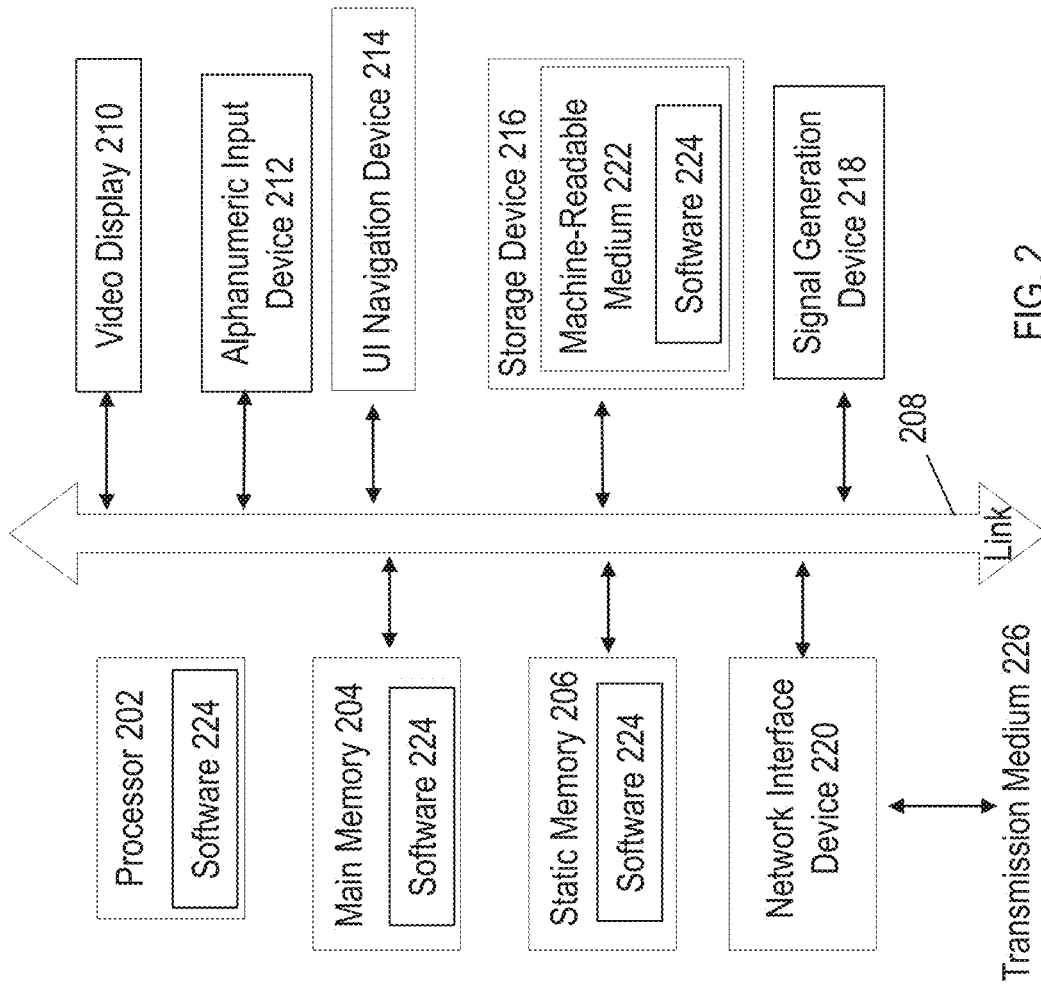 Processor 202
Software 224
Main Memory 204
Software 224
Static Memory 206
Software 224
Network Interface
Device 220
Transmission Medium 226
Link
208
Video Display 210
Alphanumeric Input
Device 212
UI Navigation Device 214
Storage Device 216
Machine-Readable
Medium 222
Software 224
Signal Generation
Device 218
FIG. 2